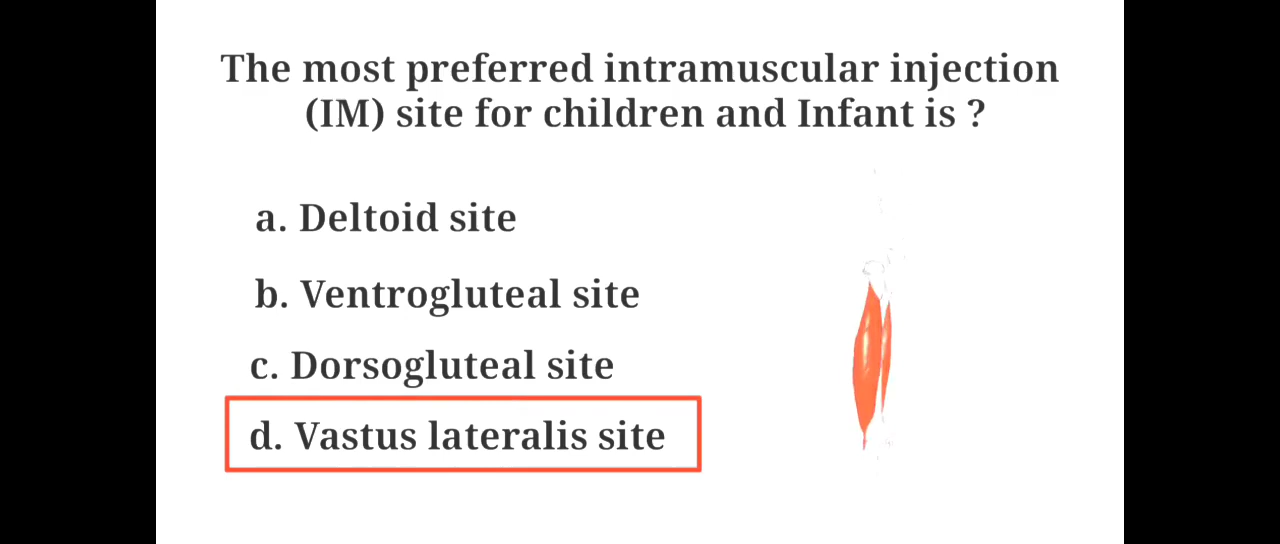 The most preferred intramuscular injection
(IM) site for children and Infant is ?
a. Deltoid site
b. Ventrogluteal site
c. Dorsogluteal site
d. Vastus lateralis site